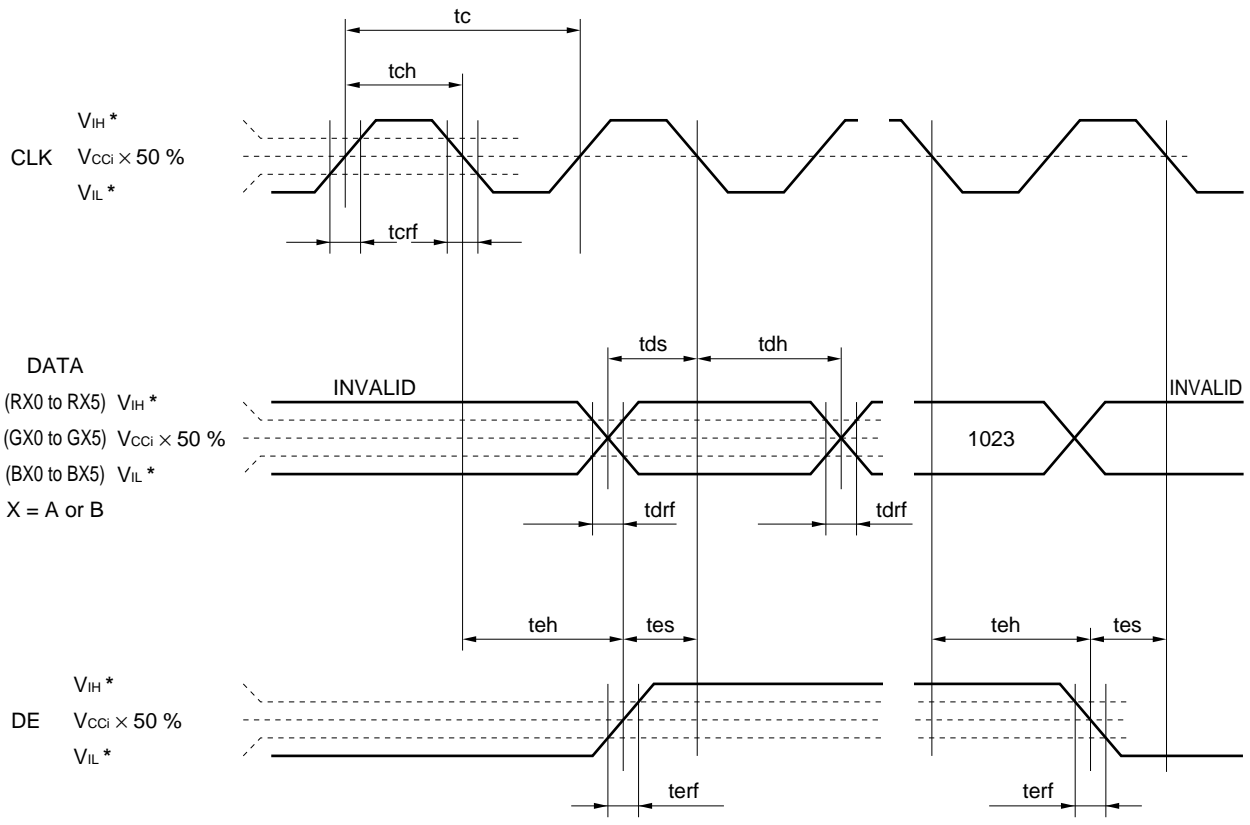 tc
tch
VIH *
CLK VCCi × 50 %
VIL *
tcrf
tds tdh
DATA
INVALID INVALID
(RX0 to RX5) VIH *
(GX0 to GX5) VCCi × 50 % 1023
(BX0 to BX5) VIL *
X = A or B
tdrf tdrf
teh tes teh tes
VIH *
DE VCCi × 50 %
VIL *
terf terf